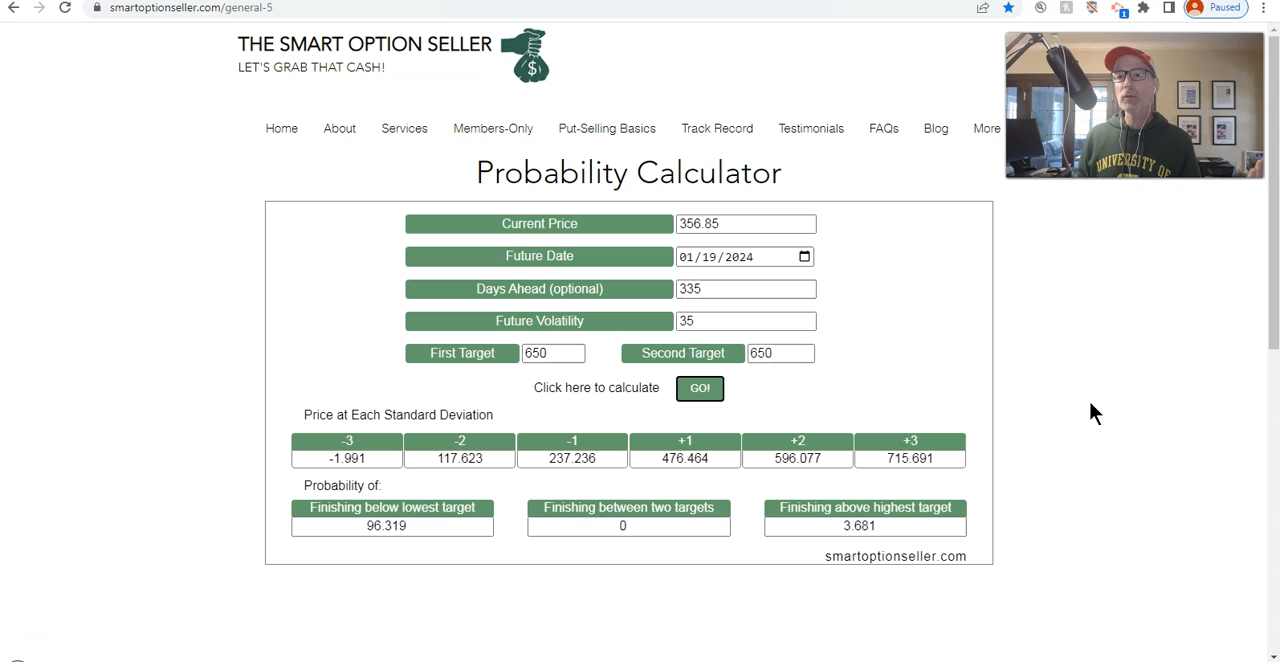 smartoptionseller.com/general-5
1
Paused
THE SMART OPTION SELLER
LET'S GRAB THAT CASH!
$
Home About Services Members-Only Put-Selling Basics Track Record Testimonials FAQs Blog More
UNIVERSITY OF
Probability Calculator
Current Price 356.85
Future Date 01/19/2024
Days Ahead (optional) 335
Future Volatility 35
First Target 650 Second Target 650
Click here to calculate GO!
Price at Each Standard Deviation
-3 -2 -1 +1 +2 +3
-1.991 117.623 237.236 476.464 596.077 715.691
Probability of:
Finishing below lowest target Finishing between two targets Finishing above highest target
96.319 0 3.681
smartoptionseller.com